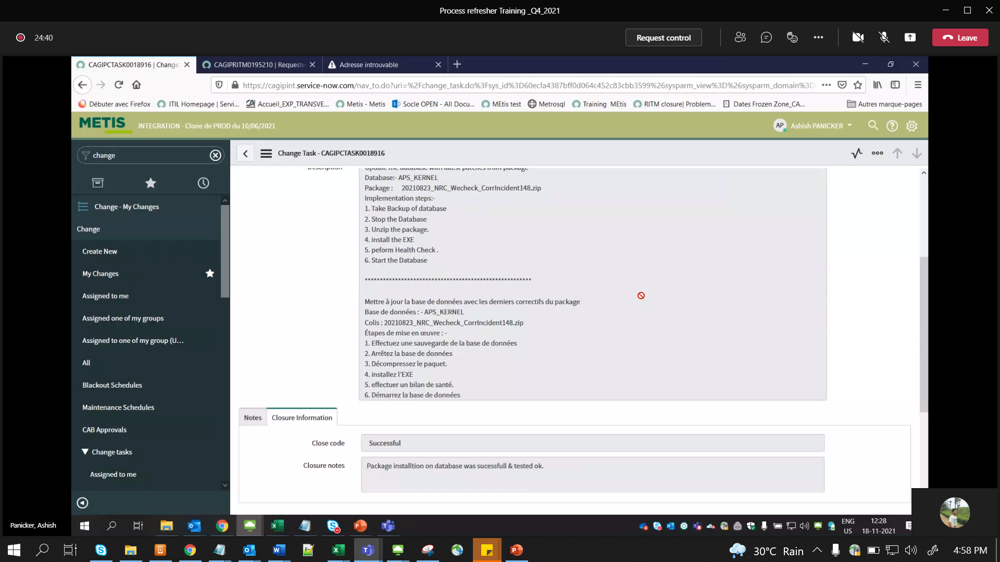 Process refresher Training _Q4_2021
24:40
Request control
Leave
CAGIPCTASK0018916 | Change
CAGIPRITM0195210 | Requeste
Adresse introuvable
https://cagipint.service-now.com/nav_to.do?uri=%2Fchange_task.do%3Fsys_id%3D60ecfa4387bff0d064c452c83cbb3599%26sysparm_view%3D%26sysparm_domain%3D
Débuter avec Firefox
ITIL Homepage | Servi...
Accueil_EXP_TRANSVE...
Metis - Metis
Socle OPEN - All Docu...
MEtis test
Metrosql
Training MEtis
RITM closure| Problem...
Dates Frozen Zone_CA...
Autres marque-pages
METIS
INTEGRATION - Clone de PROD du 10/06/2021
AP
Ashish PANICKER
change
Change Task - CAGIPCTASK0018916
Change - My Changes
Change
Create New
My Changes
Assigned to me
Assigned one of my groups
Assigned to one of my group (U...
All
Blackout Schedules
Maintenance Schedules
CAB Approvals
Change tasks
Assigned to me
Description
Update the database with latest patches from package
Database:- APS_KERNEL
Package : 20210823_NRC_Wecheck_CorrIncident148.zip
Implementation steps:-
1. Take Backup of database
2. Stop the Database
3. Unzip the package.
4. install the EXE
5. peform Health Check .
6. Start the Database
*******************************************************
Mettre à jour la base de données avec les derniers correctifs du package
Base de données : - APS_KERNEL
Colis : 20210823_NRC_Wecheck_CorrIncident148.zip
Étapes de mise en œuvre : -
1. Effectuez une sauvegarde de la base de données
2. Arrêtez la base de données
3. Décompressez le paquet.
4. installez l'EXE
5. effectuer un bilan de santé.
6. Démarrez la base de données
Notes
Closure Information
Close code
Successful
Closure notes
Package installtion on database was sucessfull & tested ok.
Panicker, Ashish
ENG
US
12:28
18-11-2021
30°C Rain
4:58 PM